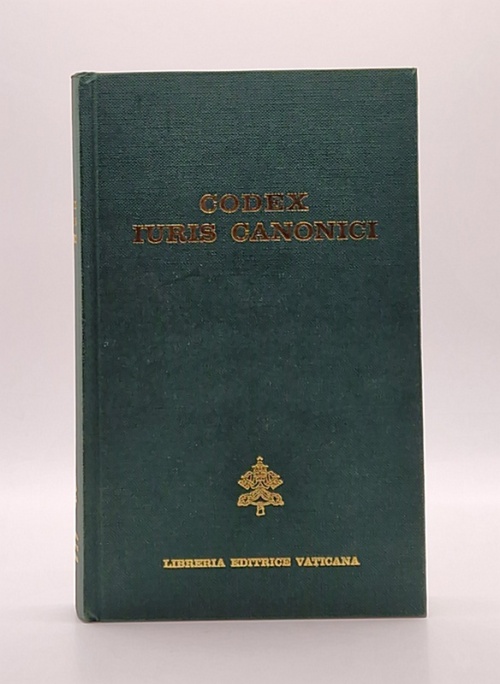 CODEX
IURIS CANONICI
LIBRERIA EDITRICE VATICANA